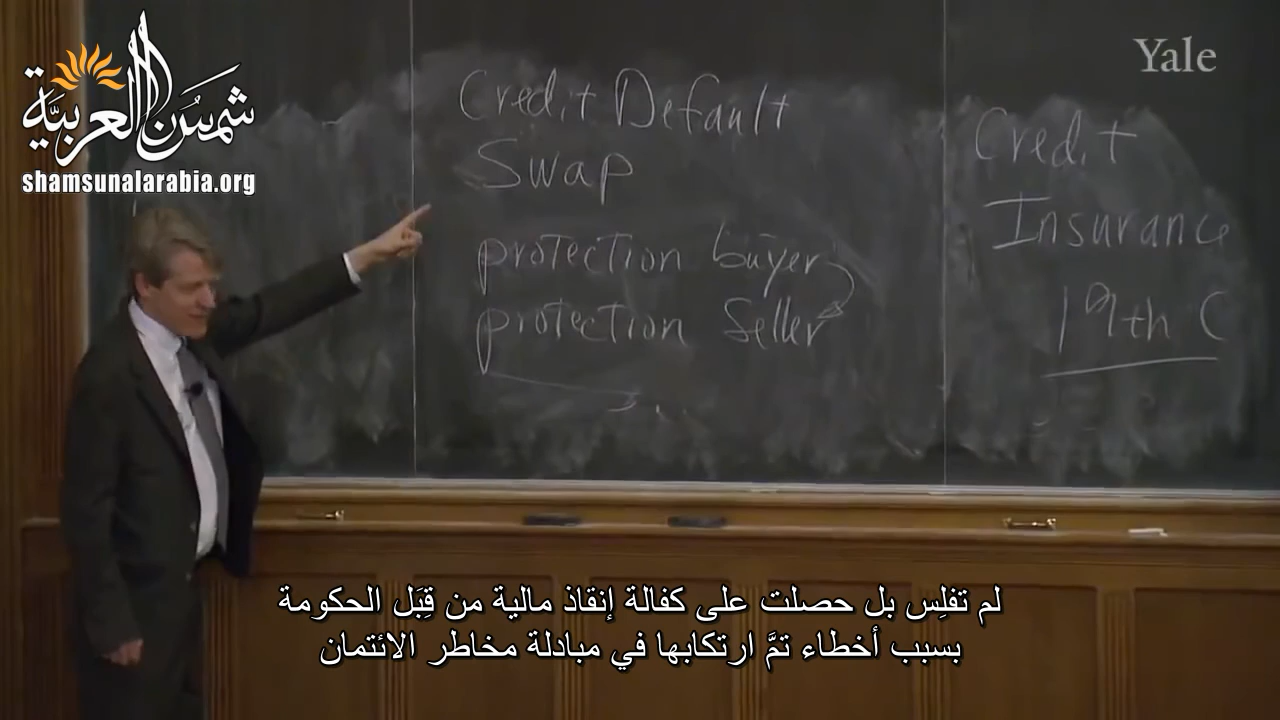 شمسُ العربيَّة
shamsunalarabia.org
Yale
Credit Default
Swap
protection buyer
protection seller
Credit
Insurance
19th C
لم تفلِس بل حصلت على كفالة إنقاذ مالية من قِبَل الحكومة
بسبب أخطاء تمَّ ارتكابها في مبادلة مخاطر الائتمان